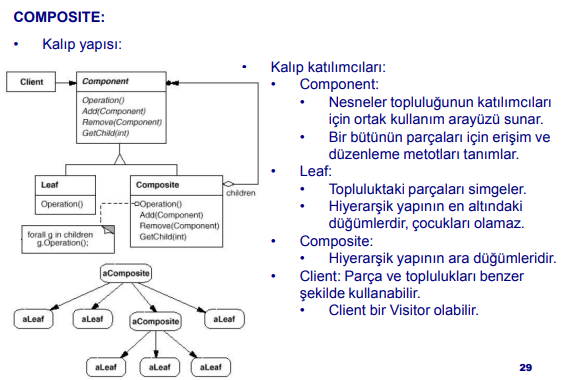 COMPOSITE:
• Kalıp yapısı:
Client
Component
Operation()
Add(Component)
Remove(Component)
GetChild(int)
Leaf
Operation()
Composite
Operation()
Add(Component)
Remove(Component)
GetChild(int)
children
forall g in children
g.Operation();
aComposite
aLeaf
aLeaf
aComposite
aLeaf
aLeaf
aLeaf
aLeaf
• Kalıp katılımcıları:
• Component:
• Nesneler topluluğunun katılımcıları
için ortak kullanım arayüzü sunar.
• Bir bütünün parçaları için erişim ve
düzenleme metotları tanımlar.
• Leaf:
• Topluluktaki parçaları simgeler.
• Hiyerarşik yapının en altındaki
düğümlerdir, çocukları olamaz.
• Composite:
• Hiyerarşik yapının ara düğümleridir.
• Client: Parça ve toplulukları benzer
şekilde kullanabilir.
• Client bir Visitor olabilir.
29